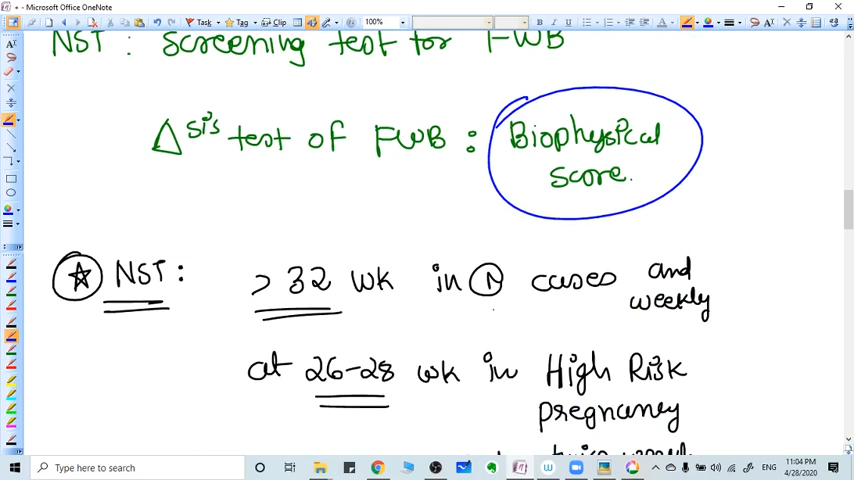 - Microsoft Office OneNote
Task
Tag
Clip
100%
NST : Screening test for FWB
Δsis test of FWB : Biophysical
score.
NST : > 32 wk in N cases and
weekly
at 26-28 wk in High Risk
pregnancy
Type here to search
ENG
11:04 PM
4/28/2020